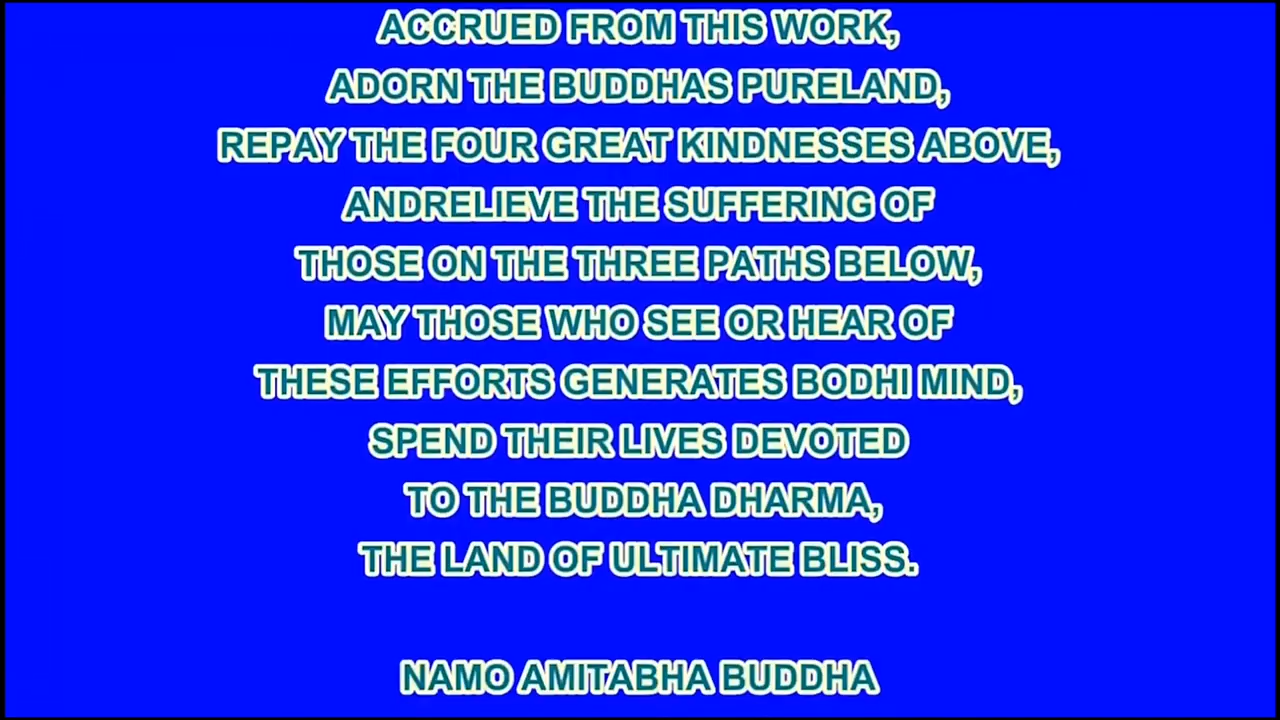 ACCRUED FROM THIS WORK,
ADORN THE BUDDHAS PURELAND,
REPAY THE FOUR GREAT KINDNESSES ABOVE,
ANDRELIEVE THE SUFFERING OF
THOSE ON THE THREE PATHS BELOW,
MAY THOSE WHO SEE OR HEAR OF
THESE EFFORTS GENERATES BODHI MIND,
SPEND THEIR LIVES DEVOTED
TO THE BUDDHA DHARMA,
THE LAND OF ULTIMATE BLISS.
NAMO AMITABHA BUDDHA